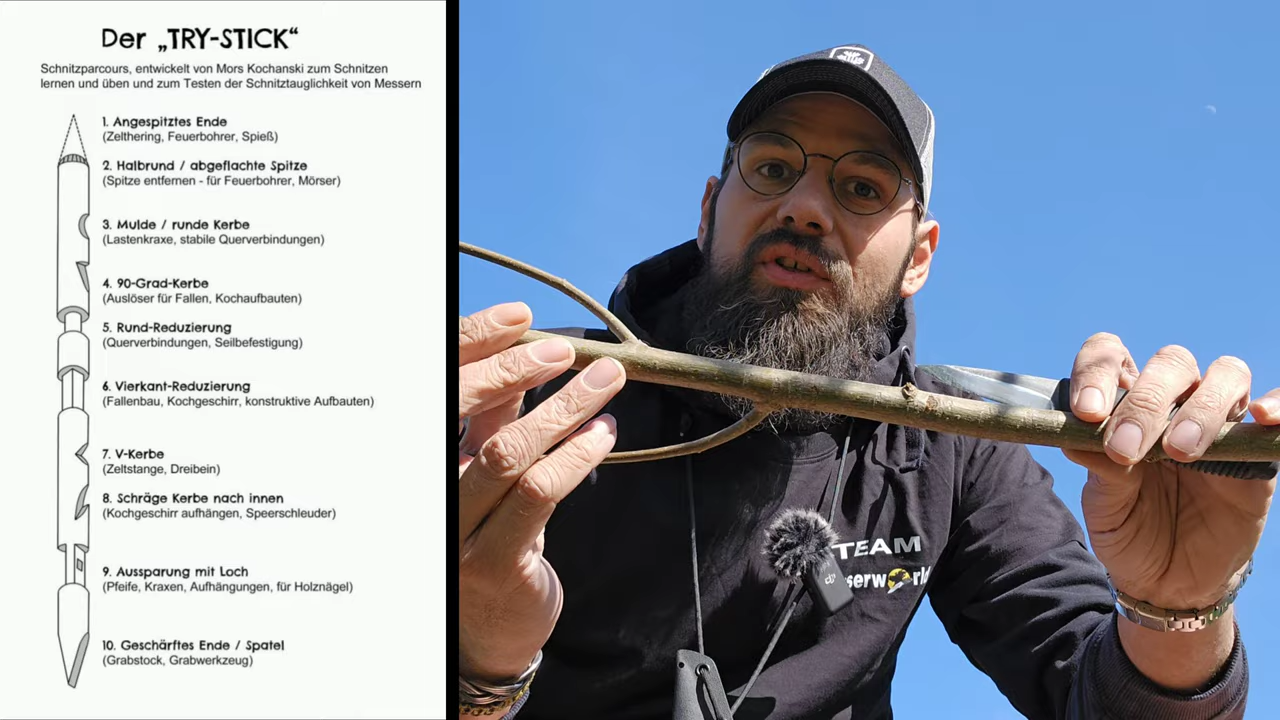 Der „TRY-STICK“
Schnitzparcours, entwickelt von Mors Kochanski zum Schnitzen
lernen und üben und zum Testen der Schnitztauglichkeit von Messern
1. Angespitztes Ende
(Zelthering, Feuerbohrer, Spieß)
2. Halbrund / abgeflachte Spitze
(Spitze entfernen - für Feuerbohrer, Mörser)
3. Mulde / runde Kerbe
(Lastenkraxe, stabile Querverbindungen)
4. 90-Grad-Kerbe
(Auslöser für Fallen, Kochaufbauten)
5. Rund-Reduzierung
(Querverbindungen, Seilbefestigung)
6. Vierkant-Reduzierung
(Fallenbau, Kochgeschirr, konstruktive Aufbauten)
7. V-Kerbe
(Zeltstange, Dreibein)
8. Schräge Kerbe nach innen
(Kochgeschirr aufhängen, Speerschleuder)
9. Aussparung mit Loch
(Pfeife, Kraxen, Aufhängungen, für Holznägel)
10. Geschärftes Ende / Spatel
(Grabstock, Grabwerkzeug)
TEAM